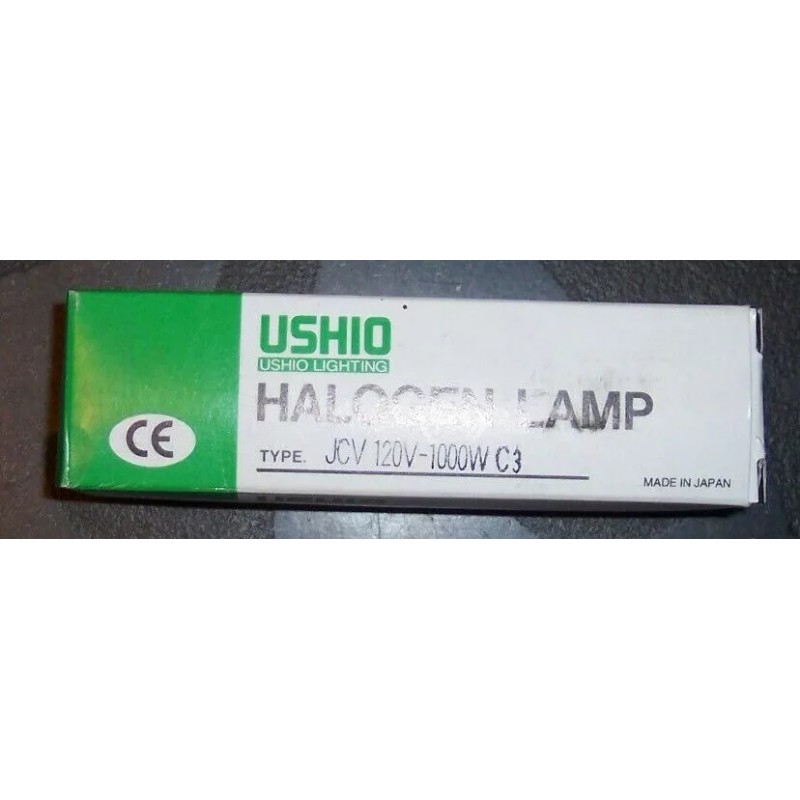 USHIO
USHIO LIGHTING
HALOGEN LAMP
TYPE. JCV 120V-1000W C3
CE
MADE IN JAPAN